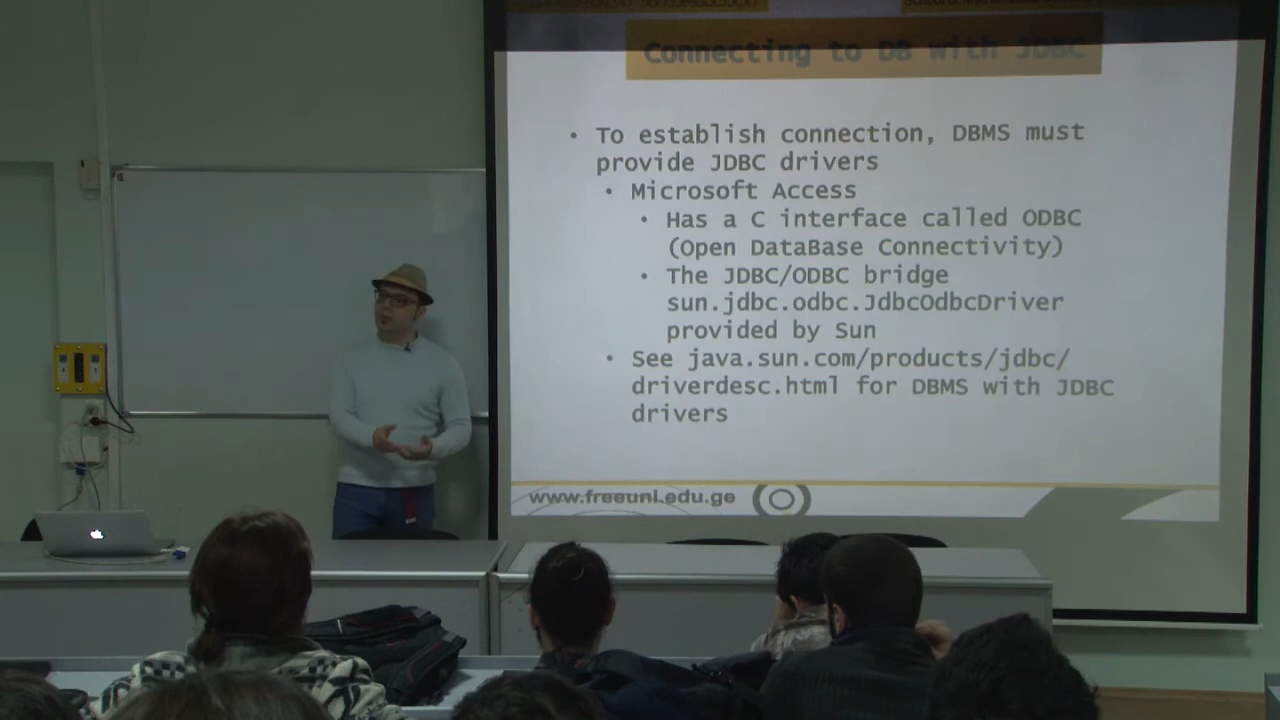 Connecting to DB with JDBC
• To establish connection, DBMS must
provide JDBC drivers
• Microsoft Access
• Has a C interface called ODBC
(Open DataBase Connectivity)
• The JDBC/ODBC bridge
sun.jdbc.odbc.JdbcOdbcDriver
provided by Sun
• See java.sun.com/products/jdbc/
driverdesc.html for DBMS with JDBC
drivers
www.freeuni.edu.ge